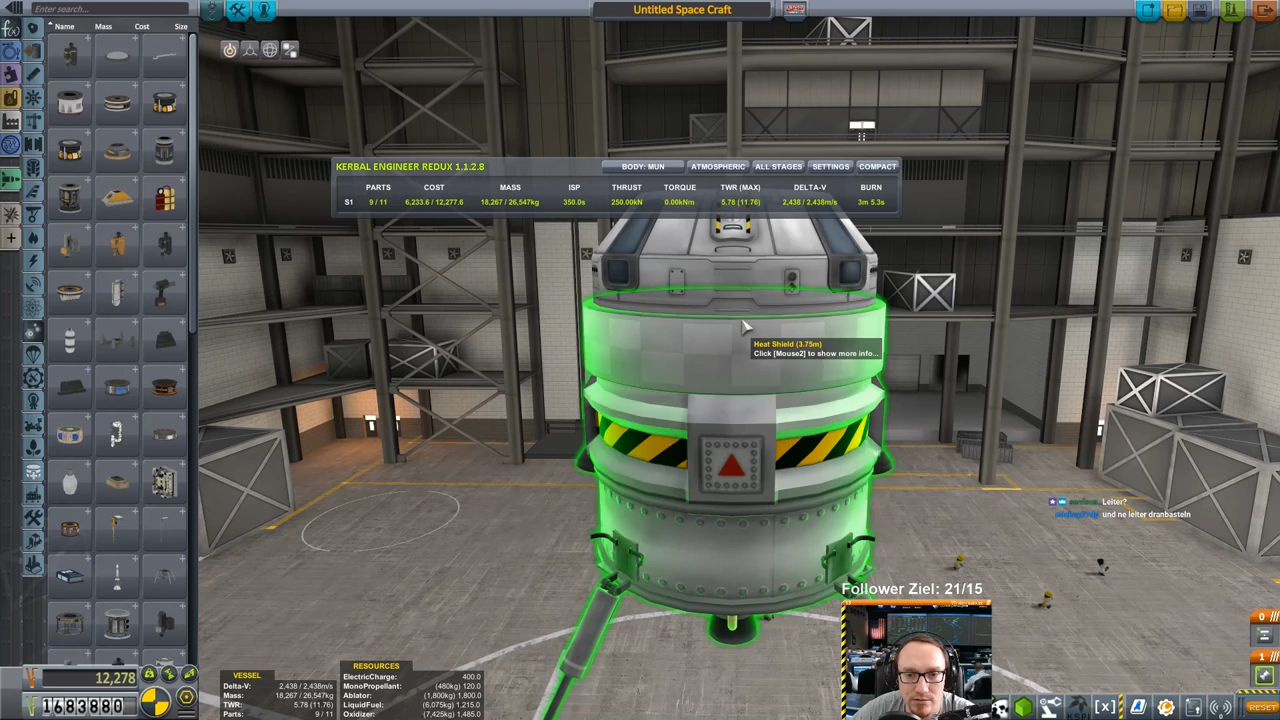 Enter search...
Untitled Space Craft
Name Mass Cost Size
KERBAL ENGINEER REDUX 1.1.2.8
BODY: MUN ATMOSPHERIC ALL STAGES SETTINGS COMPACT
PARTS COST MASS ISP THRUST TORQUE TWR (MAX) DELTA-V BURN
S1 9 / 11 6,233.6 / 12,277.6 18,267 / 26,547kg 350.0s 250.00kN 0.00kNm 5.78 (11.76) 2,438 / 2,438m/s 3m 5.3s
Heat Shield (3.75m)
Click [Mouse2] to show more info...
Leiter?
und ne leiter dranbasteln
Follower Ziel: 21/15
0
1
VESSEL
Delta-V: 2,438 / 2,438m/s
Mass: 18,267 / 26,547kg
TWR: 5.78 (11.76)
Parts: 9 / 11
RESOURCES
ElectricCharge: 400.0
MonoPropellant: (480kg) 120.0
Ablator: (1,800kg) 1,800.0
LiquidFuel: (6,075kg) 1,215.0
Oxidizer: (7,425kg) 1,485.0
12,278
1683880
RESET